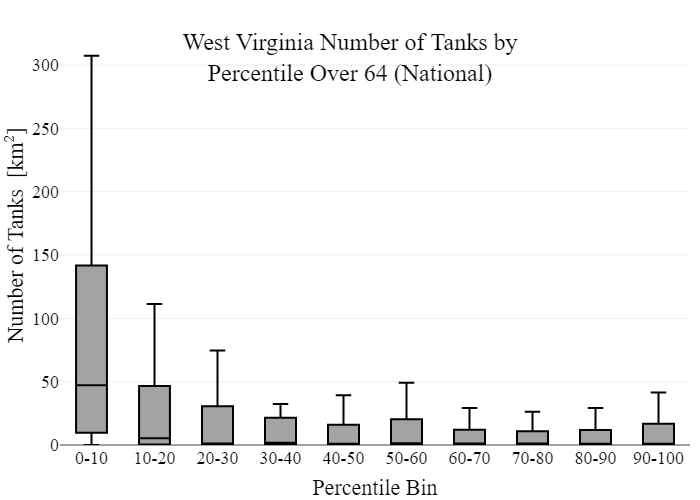 West Virginia Number of Tanks by
Percentile Over 64 (National)
Number of Tanks [km²]
300
250
200
150
100
50
0
0-10 10-20 20-30 30-40 40-50 50-60 60-70 70-80 80-90 90-100
Percentile Bin